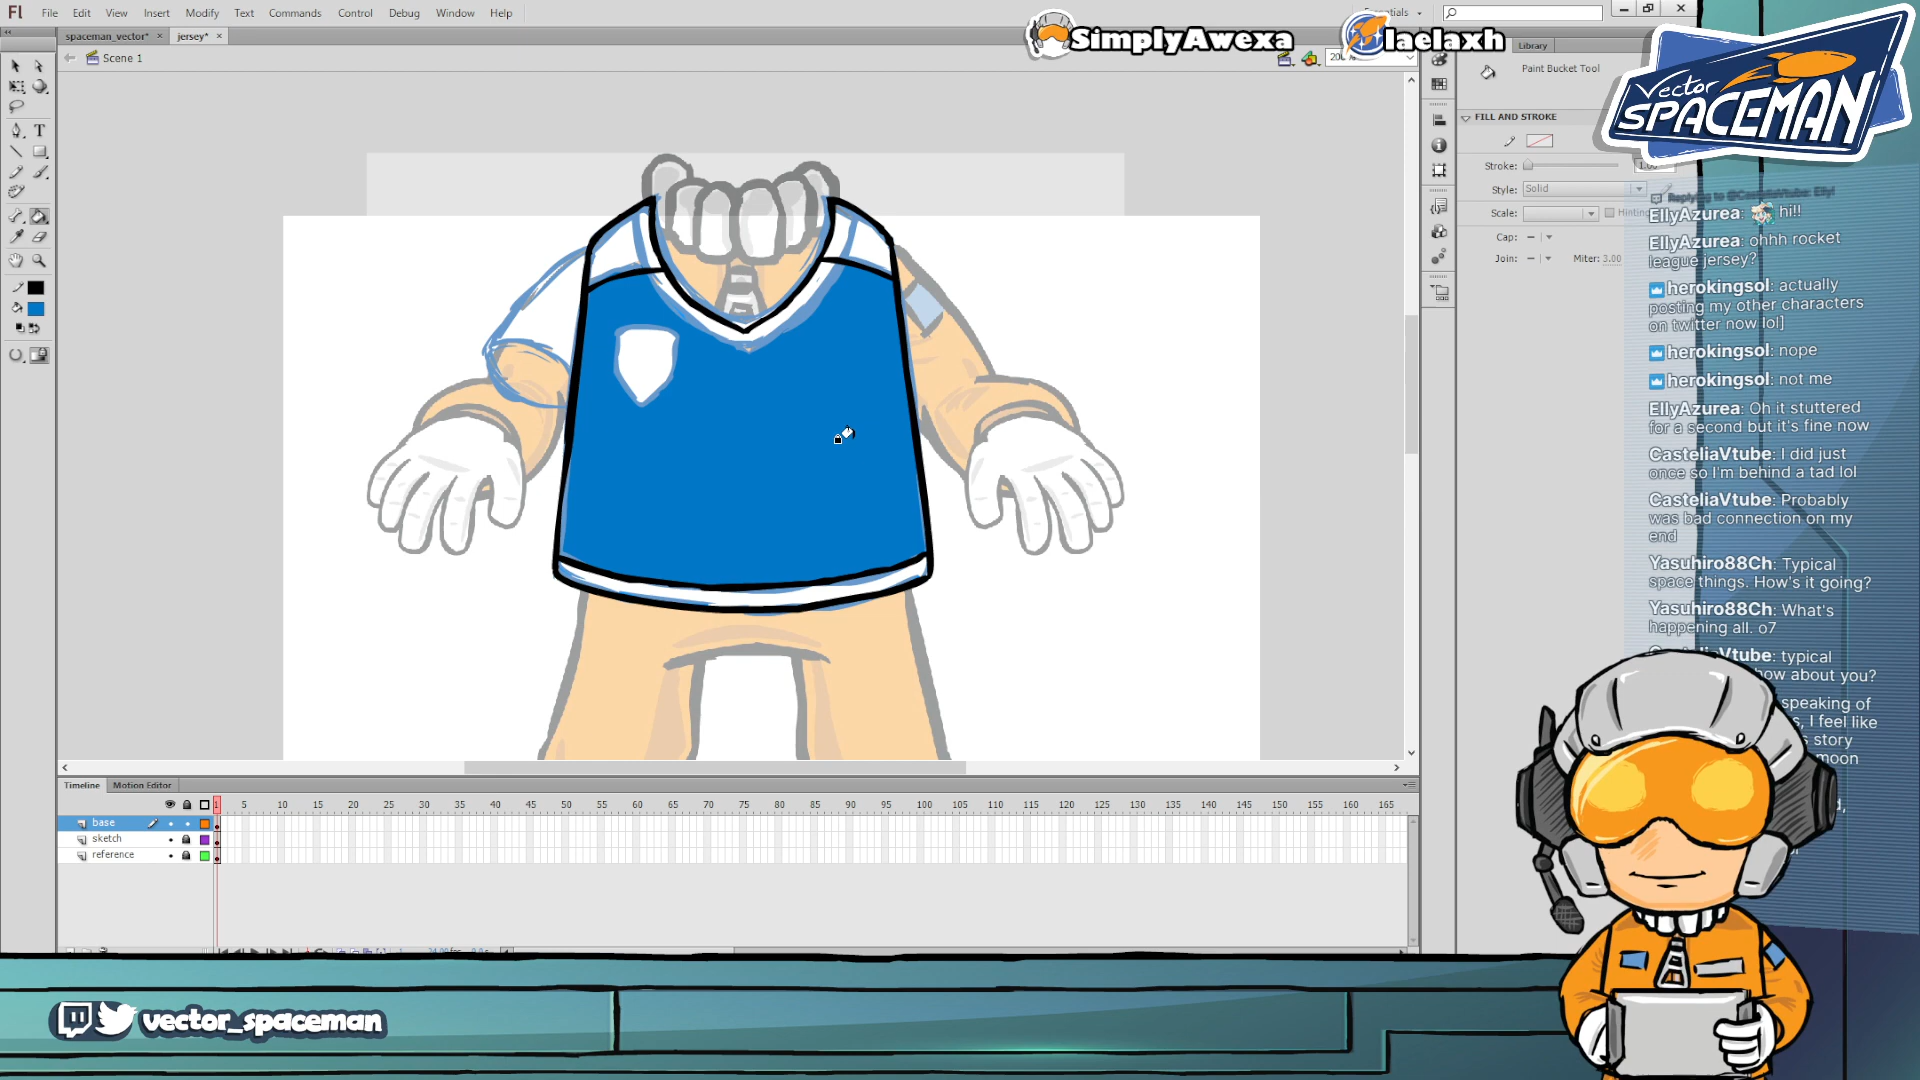 Fl File Edit View Insert Modify Text Commands Control Debug Window Help
spaceman_vector* × jersey* ×
Scene 1
SimplyAwexa
laelaxh
Library
Paint Bucket Tool
FILL AND STROKE
Stroke:
Style: Solid
Scale: Hinting
Cap:
Join: Miter: 3.00
Vector
SPACEMAN
Replying to @CasteliaVtube: Elly!
EllyAzurea: hi!!
EllyAzurea: ohhh rocket
league jersey?
herokingsol: actually
posting my other characters
on twitter now lol]
herokingsol: nope
herokingsol: not me
EllyAzurea: Oh it stuttered
for a second but it's fine now
CasteliaVtube: I did just
once so I'm behind a tad lol
CasteliaVtube: Probably
was bad connection on my
end
Yasuhiro88Ch: Typical
space things. How's it going?
Yasuhiro88Ch: What's
happening all. o7
Vtube: typical
how about you?
speaking of
I feel like
story
moon
Timeline Motion Editor
1 5 10 15 20 25 30 35 40 45 50 55 60 65 70 75 80 85 90 95 100 105 110 115 120 125 130 135 140 145 150 155 160 165
base
sketch
reference
vector_spaceman